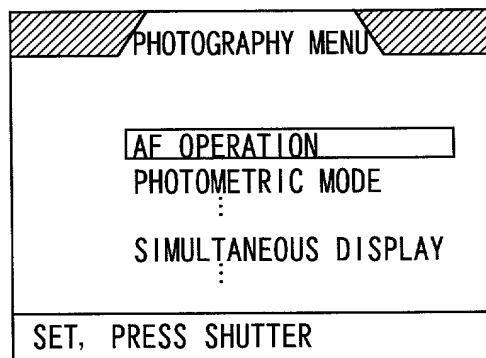 PHOTOGRAPHY MENU
AF OPERATION
PHOTOMETRIC MODE
⋮
SIMULTANEOUS DISPLAY
⋮
SET, PRESS SHUTTER